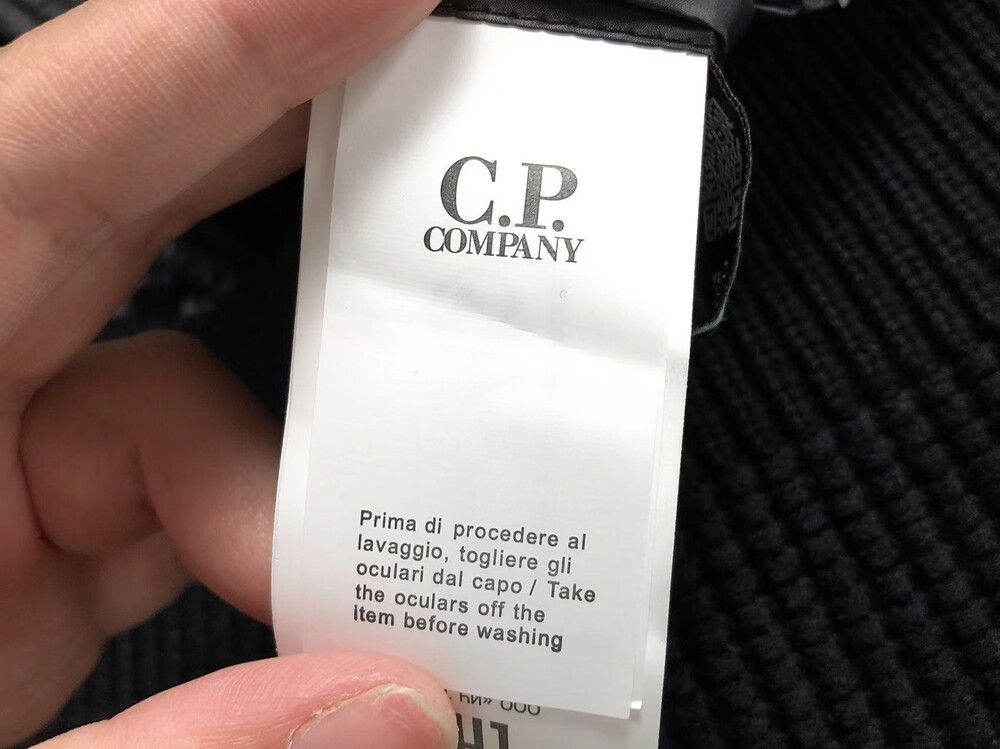 C.P.
COMPANY
Prima di procedere al
lavaggio, togliere gli
oculari dal capo / Take
the oculars off the
item before washing